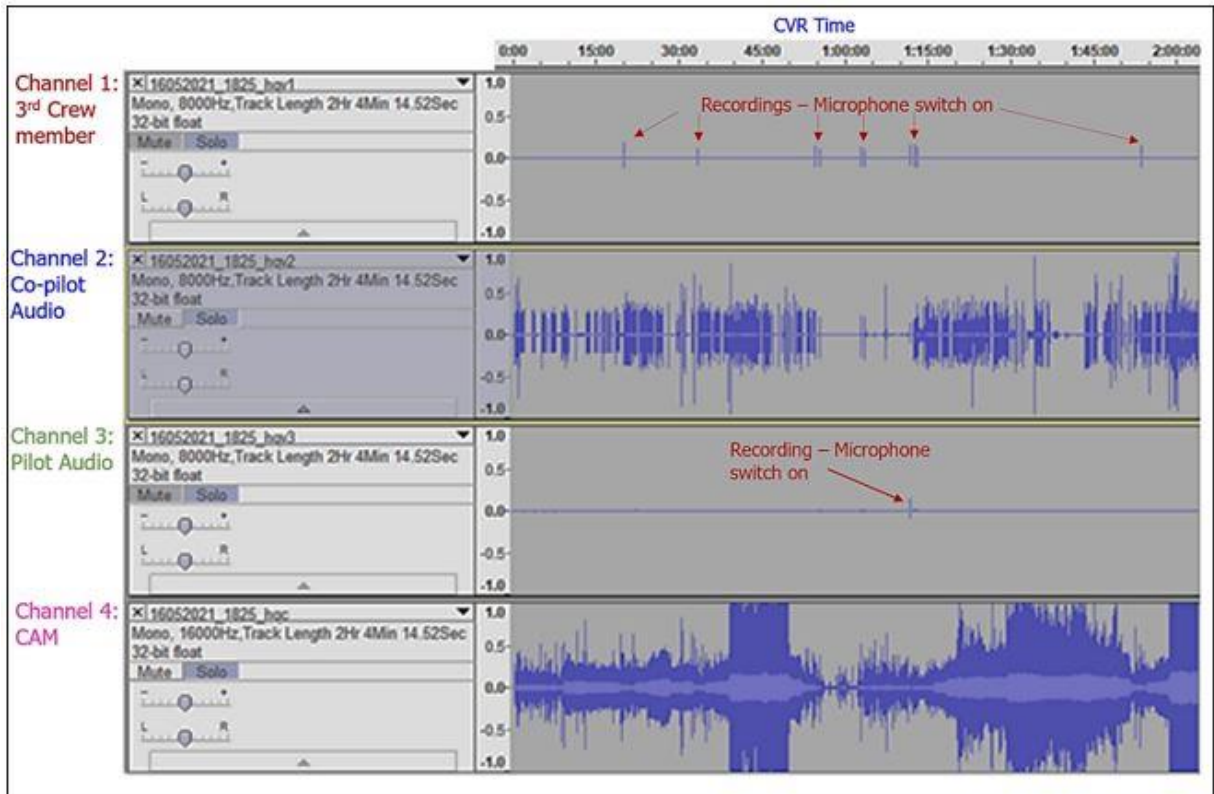 CVR Time
0:00 15:00 30:00 45:00 1:00:00 1:15:00 1:30:00 1:45:00 2:00:00
Channel 1:
3rd Crew
member
16052021_1825_hqv1
Mono, 8000Hz,Track Length 2Hr 4Min 14.52Sec
32-bit float
Mute Solo
- +
L R
1.0
0.5
0.0
-0.5
-1.0
Recordings – Microphone switch on
Channel 2:
Co-pilot
Audio
16052021_1825_hqv2
Mono, 8000Hz,Track Length 2Hr 4Min 14.52Sec
32-bit float
Mute Solo
- +
L R
1.0
0.5
0.0
-0.5
-1.0
Channel 3:
Pilot Audio
16052021_1825_hqv3
Mono, 8000Hz,Track Length 2Hr 4Min 14.52Sec
32-bit float
Mute Solo
- +
L R
1.0
0.5
0.0
-0.5
-1.0
Recording – Microphone
switch on
Channel 4:
CAM
16052021_1825_hqc
Mono, 16000Hz,Track Length 2Hr 4Min 14.52Sec
32-bit float
Mute Solo
- +
L R
1.0
0.5
0.0
-0.5
-1.0